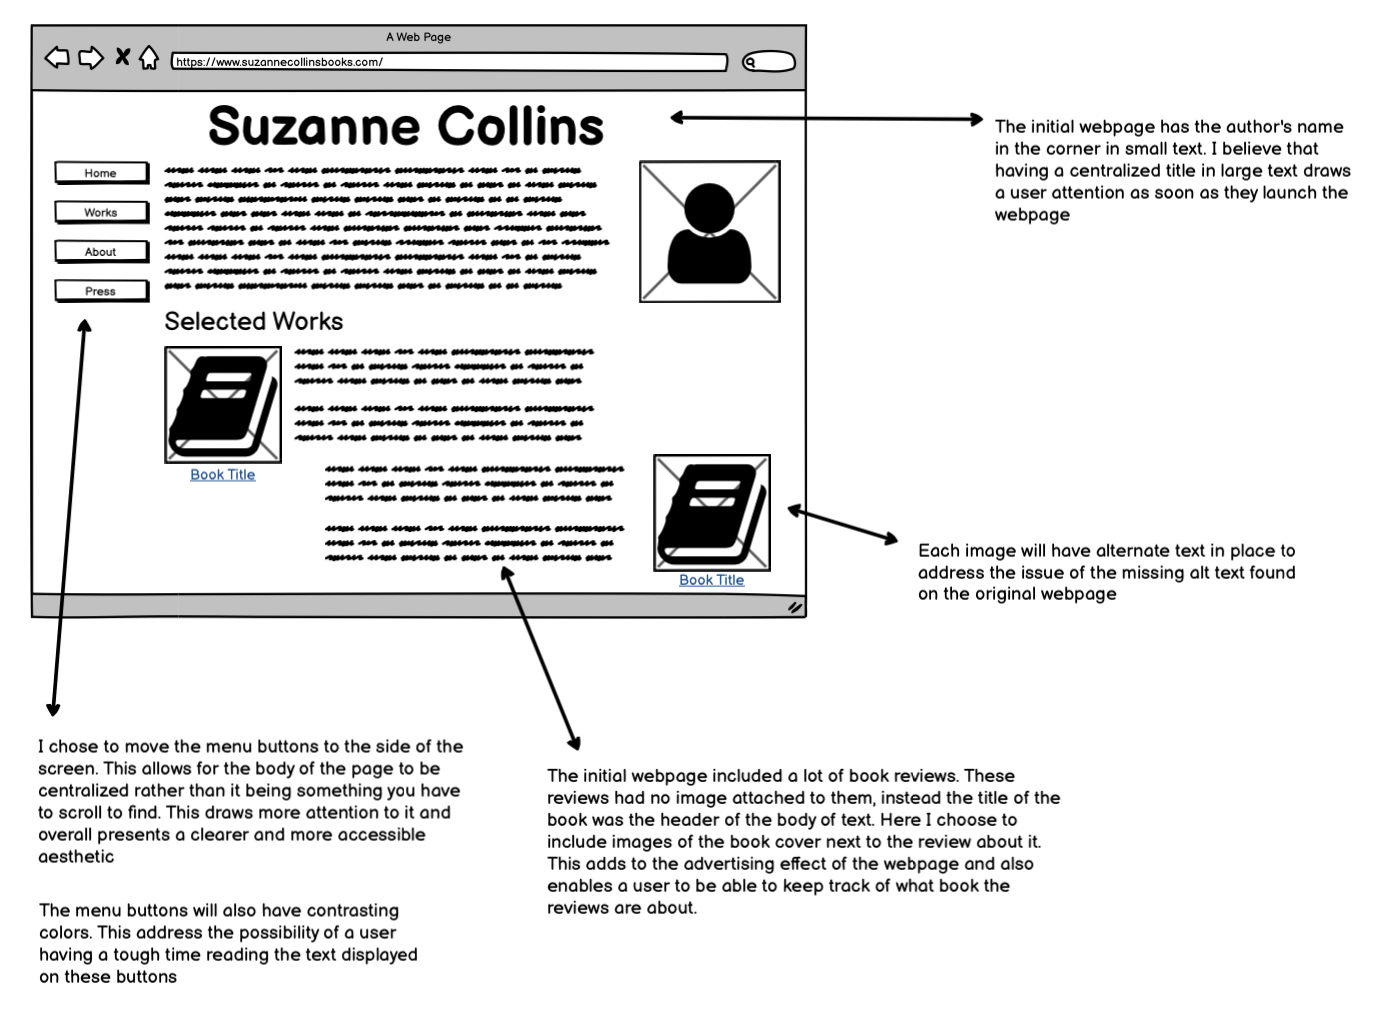 A Web Page
https://www.suzannecollinsbooks.com/
Suzanne Collins
Home
Works
About
Press
Selected Works
Book Title
Book Title
The initial webpage has the author's name
in the corner in small text. I believe that
having a centralized title in large text draws
a user attention as soon as they launch the
webpage
Each image will have alternate text in place to
address the issue of the missing alt text found
on the original webpage
I chose to move the menu buttons to the side of the
screen. This allows for the body of the page to be
centralized rather than it being something you have
to scroll to find. This draws more attention to it and
overall presents a clearer and more accessible
aesthetic
The menu buttons will also have contrasting
colors. This address the possibility of a user
having a tough time reading the text displayed
on these buttons
The initial webpage included a lot of book reviews. These
reviews had no image attached to them, instead the title of the
book was the header of the body of text. Here I choose to
include images of the book cover next to the review about it.
This adds to the advertising effect of the webpage and also
enables a user to be able to keep track of what book the
reviews are about.